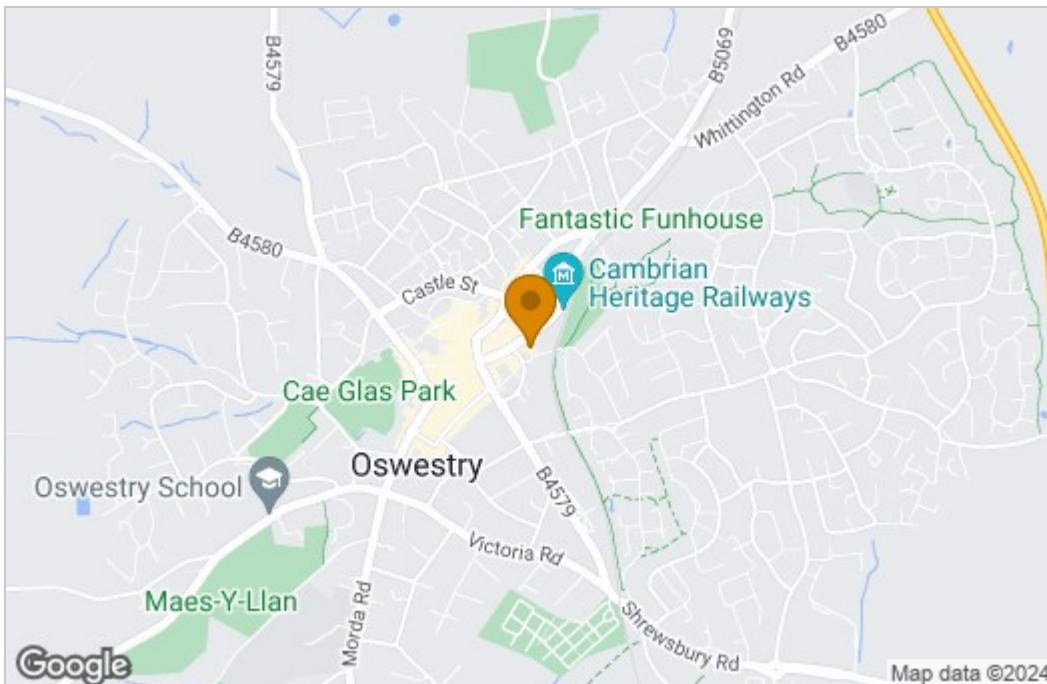 B4579
B5069
B4580
Whittington Rd
B4580
Fantastic Funhouse
Cambrian
Heritage Railways
Castle St
Cae Glas Park
Oswestry
Oswestry School
B4579
Victoria Rd
Maes-Y-Llan
Morda Rd
Shrewsbury Rd
Google
Map data ©2024